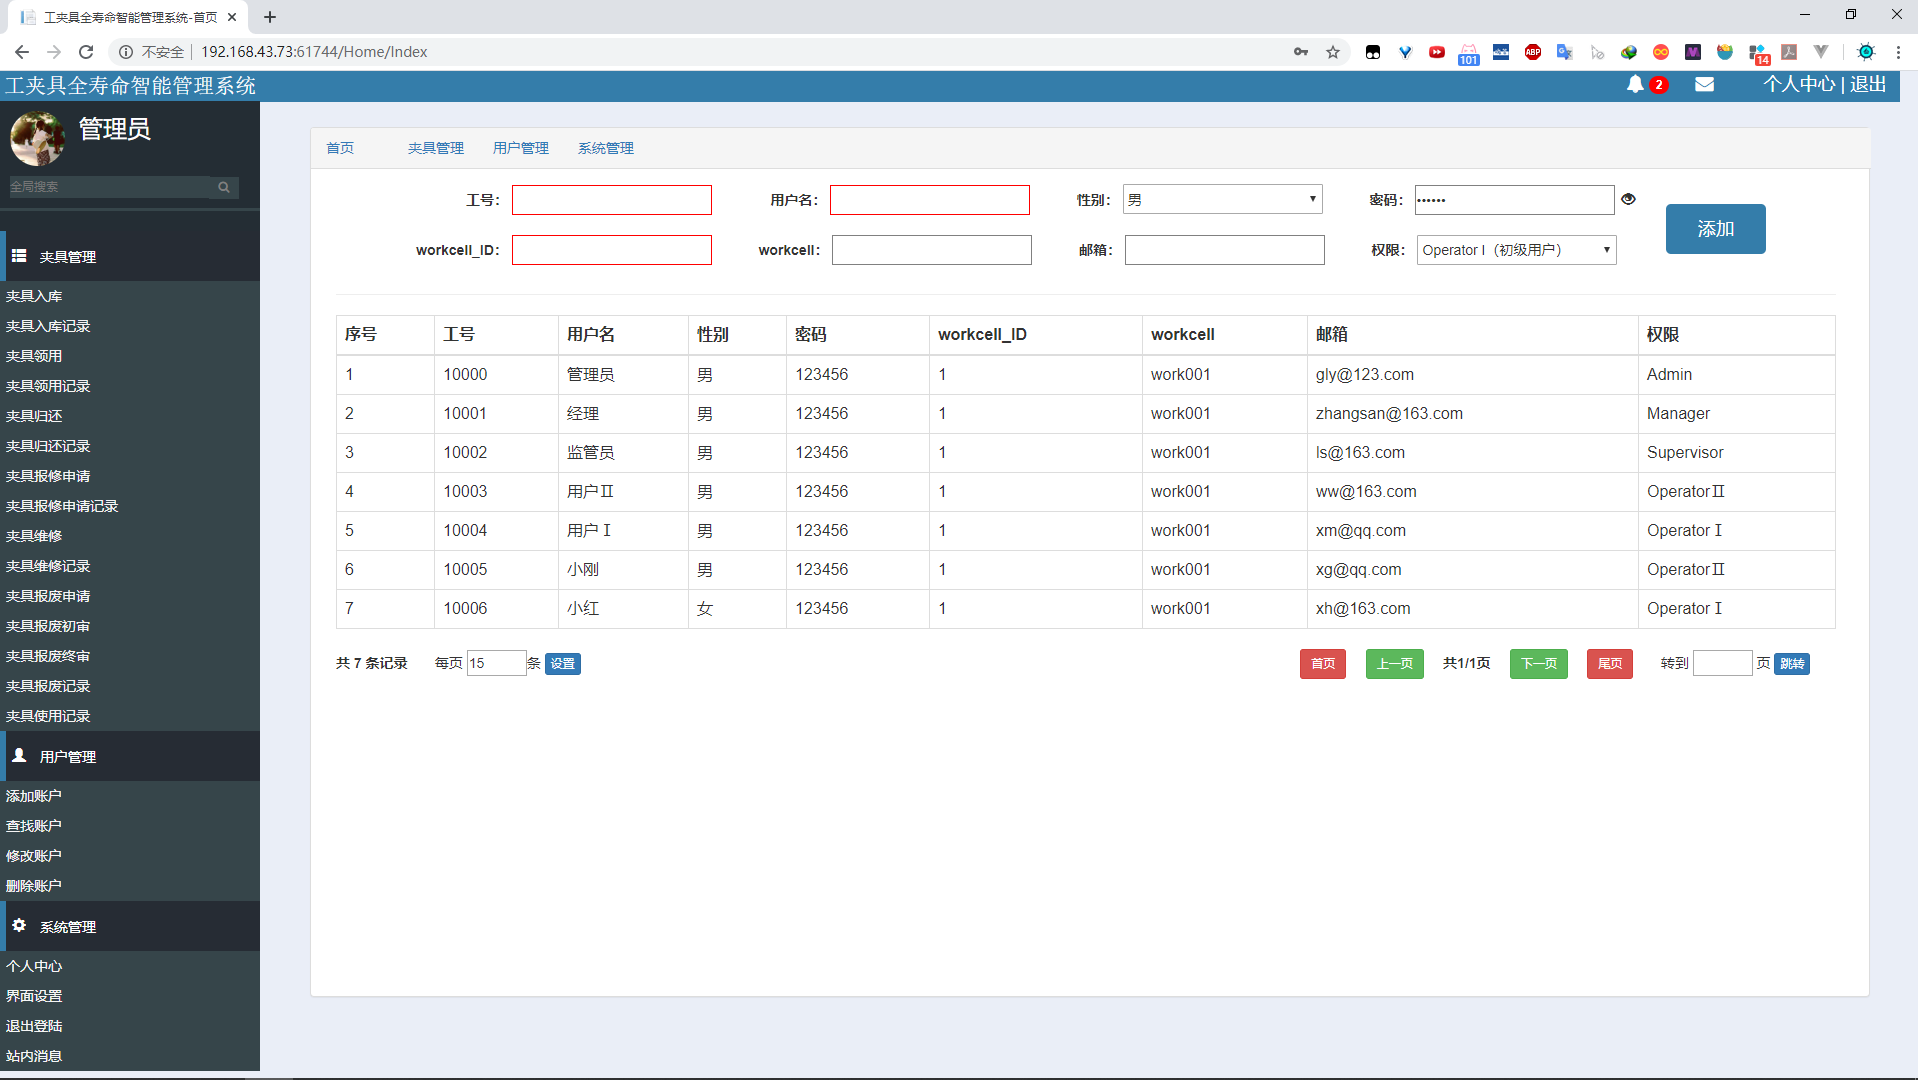 工夹具全寿命智能管理系统-首页
不安全 192.168.43.73:61744/Home/Index
101
ABP
14
工夹具全寿命智能管理系统
2
个人中心 | 退出
管理员
全局搜索
夹具管理
夹具入库
夹具入库记录
夹具领用
夹具领用记录
夹具归还
夹具归还记录
夹具报修申请
夹具报修申请记录
夹具维修
夹具维修记录
夹具报废申请
夹具报废初审
夹具报废终审
夹具报废记录
夹具使用记录
用户管理
添加账户
查找账户
修改账户
删除账户
系统管理
个人中心
界面设置
退出登陆
站内消息
首页 夹具管理 用户管理 系统管理
工号： 用户名： 性别： 男 密码： ••••••
添加
workcell_ID： workcell： 邮箱： 权限： Operator I（初级用户）
序号 工号 用户名 性别 密码 workcell_ID workcell 邮箱 权限
1 10000 管理员 男 123456 1 work001 gly@123.com Admin
2 10001 经理 男 123456 1 work001 zhangsan@163.com Manager
3 10002 监管员 男 123456 1 work001 ls@163.com Supervisor
4 10003 用户Ⅱ 男 123456 1 work001 ww@163.com OperatorⅡ
5 10004 用户Ⅰ 男 123456 1 work001 xm@qq.com OperatorⅠ
6 10005 小刚 男 123456 1 work001 xg@qq.com OperatorⅡ
7 10006 小红 女 123456 1 work001 xh@163.com OperatorⅠ
共 7 条记录 每页 15 条 设置 首页 上一页 共1/1页 下一页 尾页 转到 页 跳转